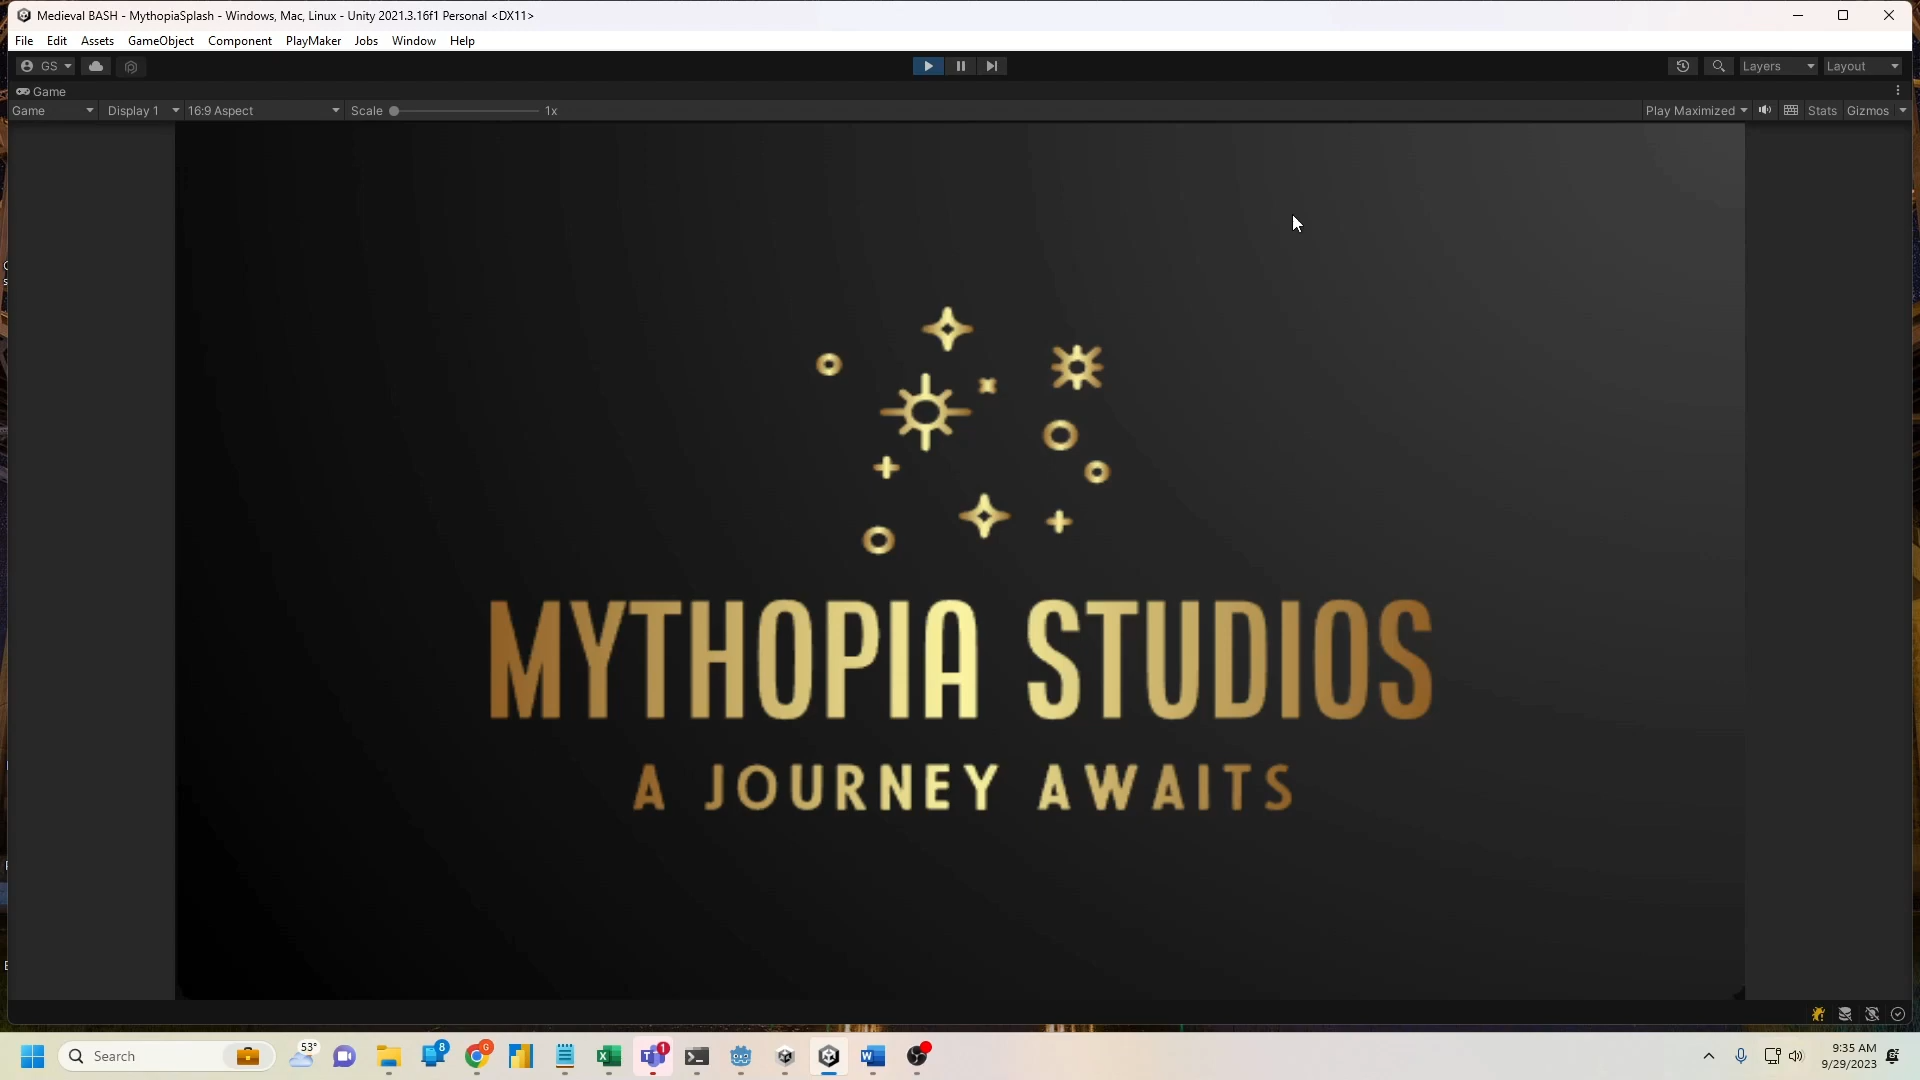 Medieval BASH - MythopiaSplash - Windows, Mac, Linux - Unity 2021.3.16f1 Personal <DX11>
File Edit Assets GameObject Component PlayMaker Jobs Window Help
GS Layers Layout
Game
Game Display 1 16:9 Aspect Scale 1x Play Maximized Stats Gizmos
MYTHOPIA STUDIOS
A JOURNEY AWAITS
Search 53° 8 G 1 9:35 AM
9/29/2023